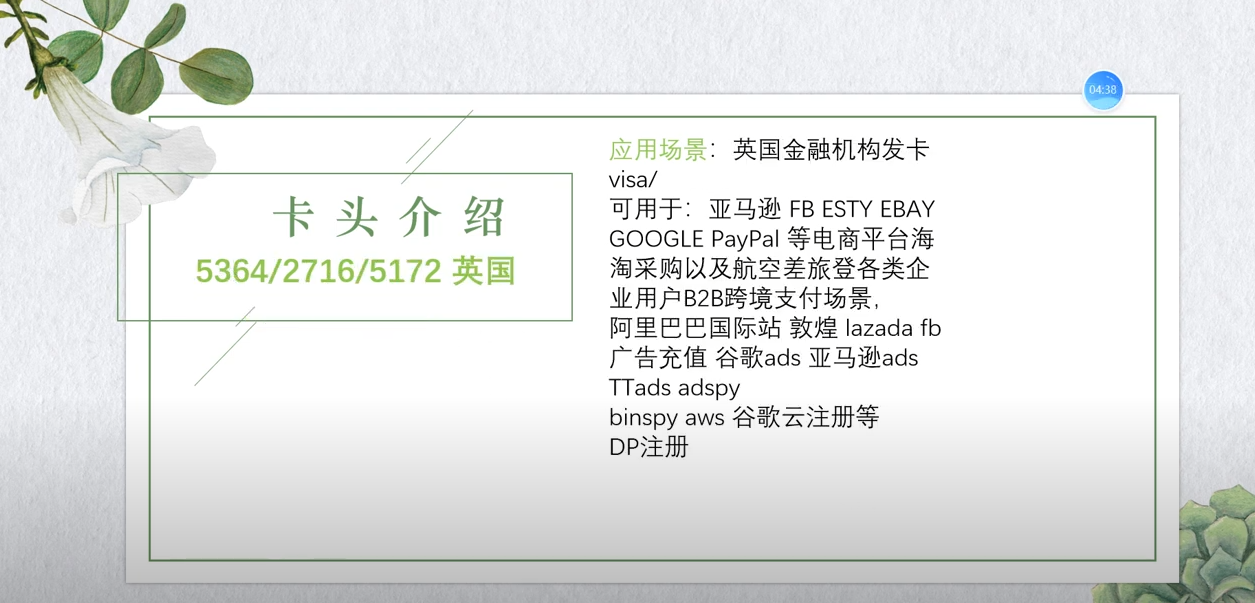 04:38
卡头介绍
5364/2716/5172 英国
应用场景：英国金融机构发卡
visa/
可用于：亚马逊 FB ESTY EBAY
GOOGLE PayPal 等电商平台海
淘采购以及航空差旅登各类企
业用户B2B跨境支付场景,
阿里巴巴国际站 敦煌 lazada fb
广告充值 谷歌ads 亚马逊ads
TTads adspy
binspy aws 谷歌云注册等
DP注册